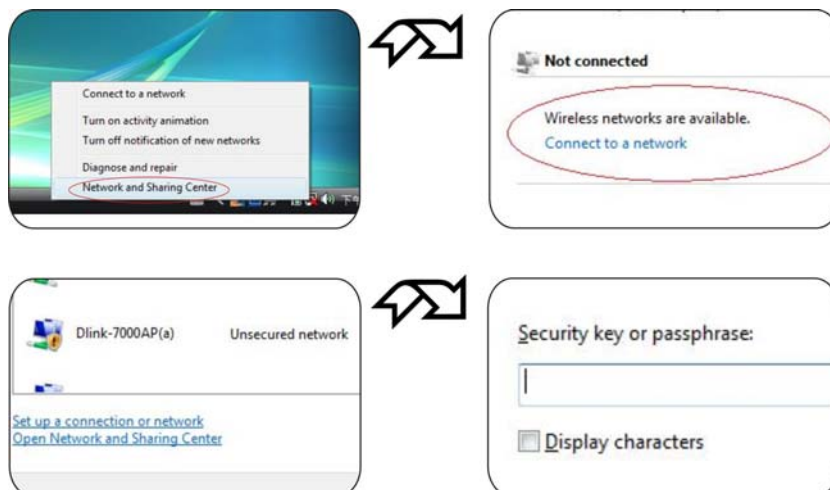 Connect to a network
Turn on activity animation
Turn off notification of new networks
Diagnose and repair
Network and Sharing Center
下午
Not connected
Wireless networks are available.
Connect to a network
Dlink-7000AP(a) Unsecured network
Set up a connection or network
Open Network and Sharing Center
Security key or passphrase:
Display characters